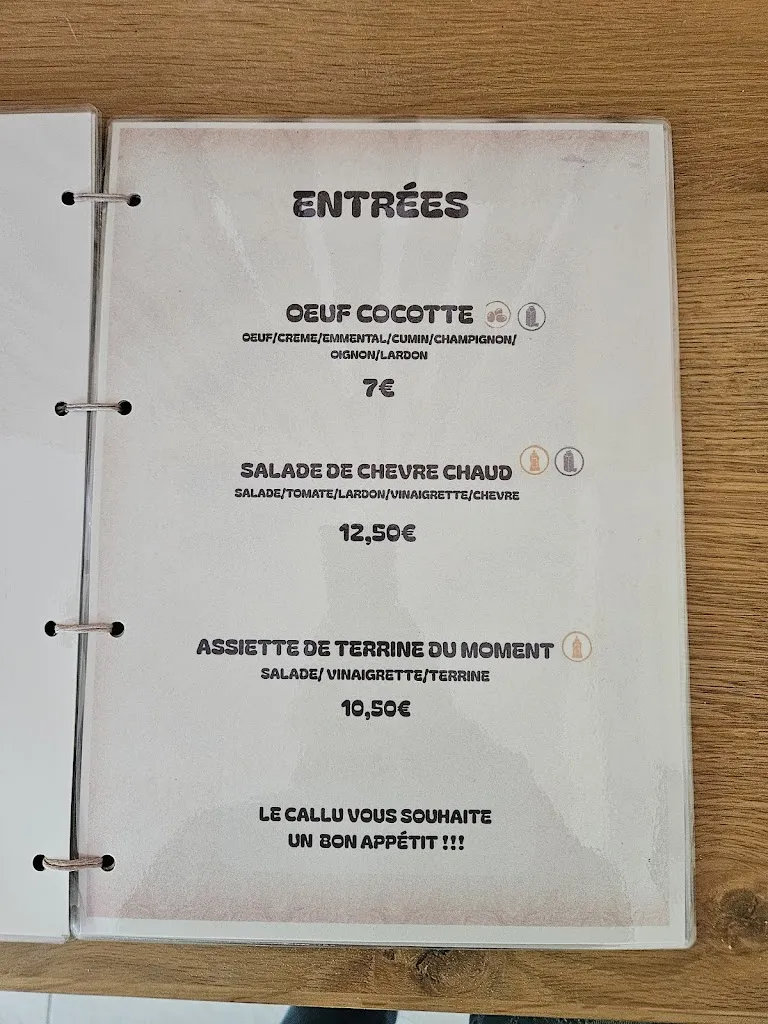 ENTRÉES
OEUF COCOTTE
OEUF/CREME/EMMENTAL/CUMIN/CHAMPIGNON/
OIGNON/LARDON
7€
SALADE DE CHEVRE CHAUD
SALADE/TOMATE/LARDON/VINAIGRETTE/CHEVRE
12,50€
ASSIETTE DE TERRINE DU MOMENT
SALADE/ VINAIGRETTE/TERRINE
10,50€
LE CALLU VOUS SOUHAITE
UN BON APPÉTIT !!!